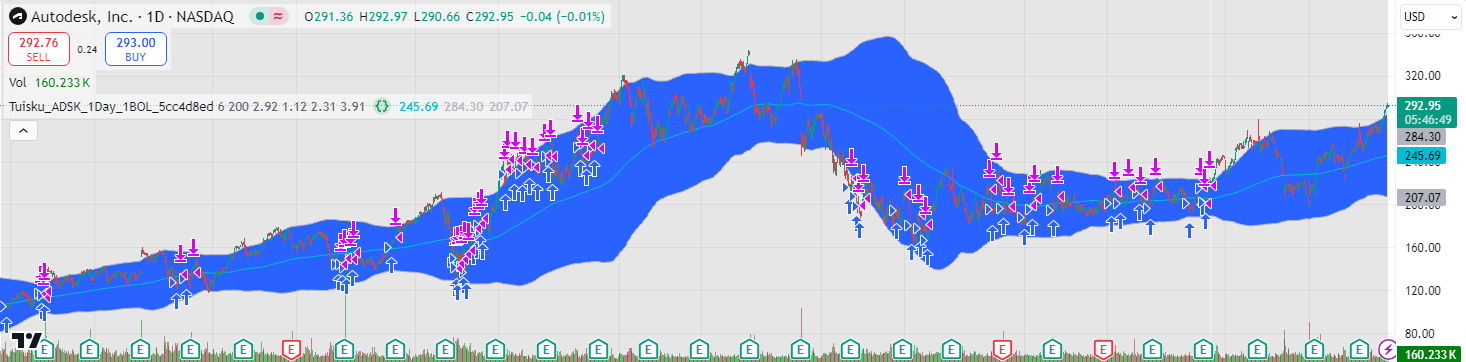 Autodesk, Inc. · 1D · NASDAQ O291.36 H292.97 L290.66 C292.95 −0.04 (−0.01%)
292.76
SELL
0.24
293.00
BUY
Vol 160.233 K
Tuisku_ADSK_1Day_1BOL_5cc4d8ed 6 200 2.92 1.12 2.31 3.91 {} 245.69 284.30 207.07
USD
320.00
292.95
05:46:49
284.30
245.69
207.07
160.00
120.00
80.00
160.233 K
E E E E E E E E E E E E E E E E E E E E E E E E E E E